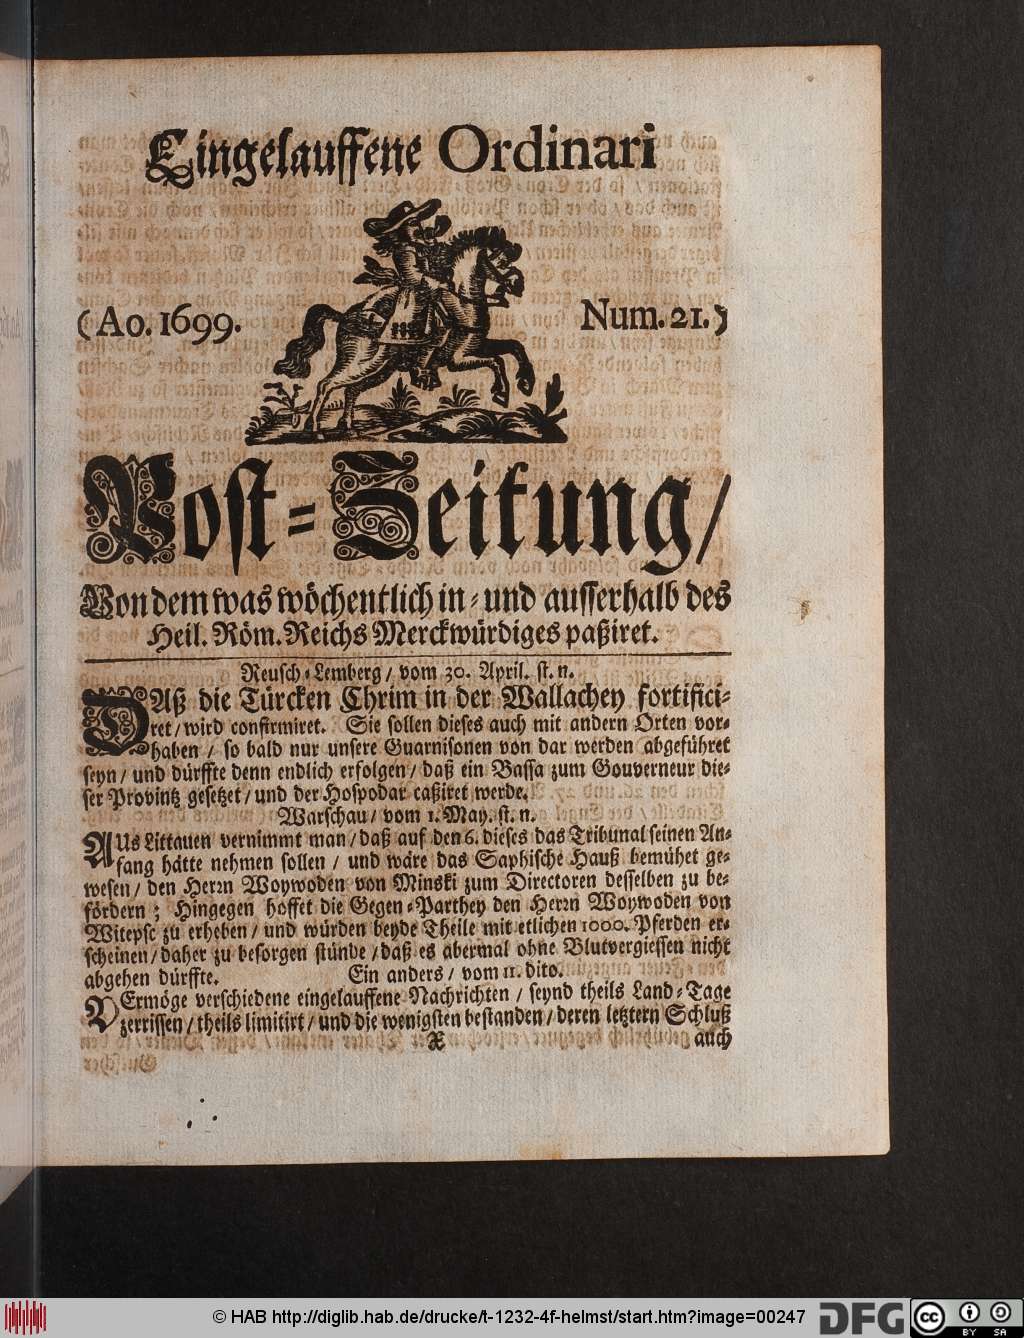 Eingelauffene Ordinari
(Ao. 1699. Num. 21.)
Post-Zeitung/
Von dem was wöchentlich in- und ausserhalb des
Heil. Röm. Reichs Merckwürdiges paßiret.
Reusch-Lemberg/ vom 30. April. st. n.
DAß die Türcken Chrim in der Wallachey fortifici-
ret/ wird confirmiret. Sie sollen dieses auch mit andern Orten vor-
haben/ so bald nur unsere Guarnisonen von dar werden abgeführet
seyn/ und dürffte denn endlich erfolgen/ daß ein Bassa zum Gouverneur die-
ser Provintz gesetzet/ und der Hospodar caßiret werde.
Warschau/ vom 1. May. st. n.
AUs Littauen vernimmt man/ daß auf den 6. dieses das Tribunal seinen An-
fang hätte nehmen sollen/ und wäre das Saphische Hauß bemühet ge-
wesen/ den Herrn Woywoden von Minski zum Directoren desselben zu be-
fördern; Hingegen hoffet die Gegen-Parthey den Herrn Woywoden von
Witepsc zu erheben/ und würden beyde Theile mit etlichen 1000. Pferden er-
scheinen/ daher zu besorgen stünde/ daß es abermal ohne Blutvergiessen nicht
abgehen dürffte. Ein anders/ vom 11. dito.
VErmöge verschiedene eingelauffene Nachrichten/ seynd theils Land-Tage
zerrissen/ theils limitirt/ und die wenigsten bestanden/ deren letztern Schluß
X auch
© HAB http://diglib.hab.de/drucke/t-1232-4f-helmst/start.htm?image=00247
DFG
cc
BY SA